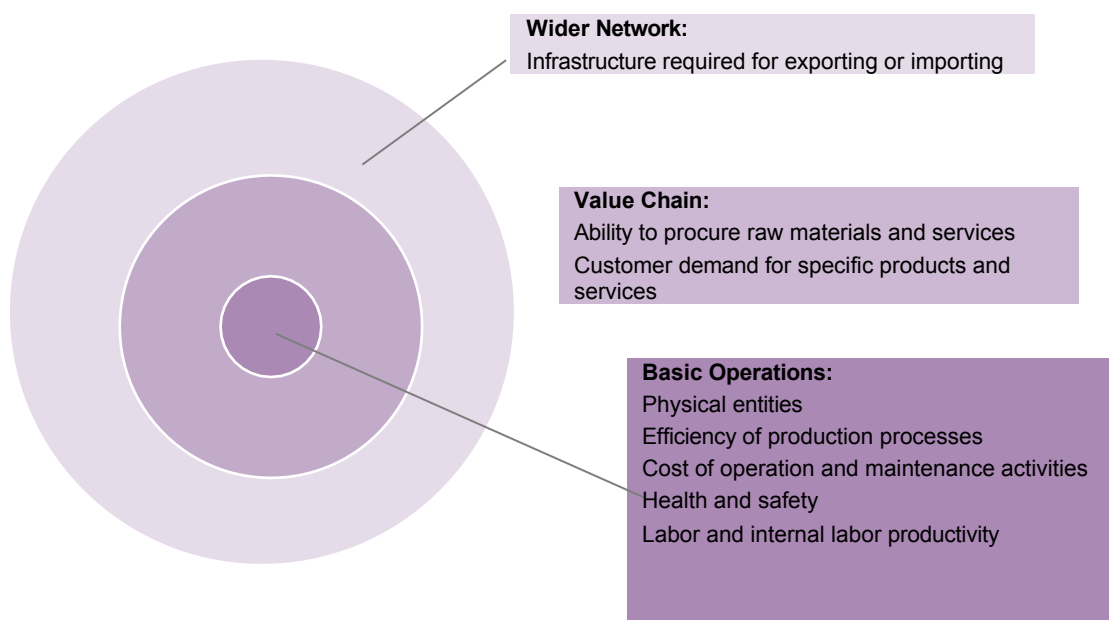 Wider Network:
Infrastructure required for exporting or importing
Value Chain:
Ability to procure raw materials and services
Customer demand for specific products and
services
Basic Operations:
Physical entities
Efficiency of production processes
Cost of operation and maintenance activities
Health and safety
Labor and internal labor productivity